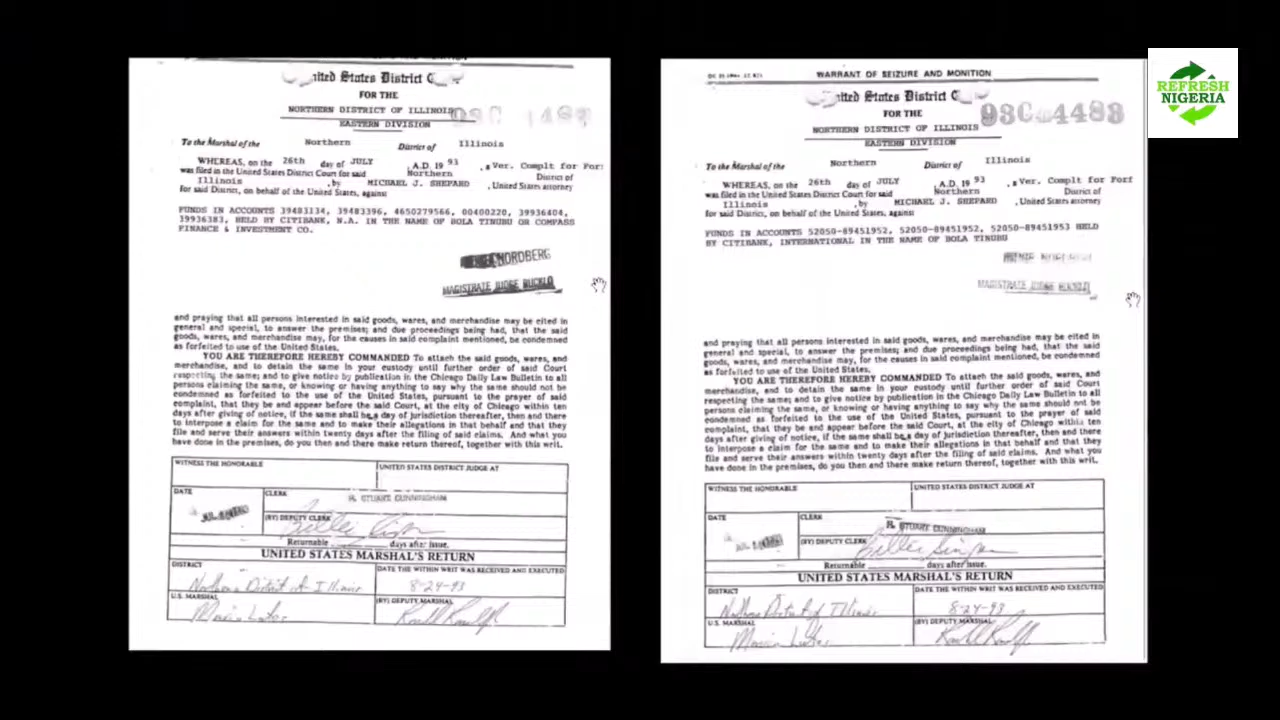 United States District C
FOR THE
NORTHERN DISTRICT OF ILLINOIS
EASTERN DIVISION
To the Marshal of the Northern District of Illinois
WHEREAS, on the 26th day of JULY , A.D. 19 93 , a Ver. Complt for Forf
was filed in the United States District Court for said Northern District of
Illinois , by MICHAEL J. SHEPARD , United States attorney
for said District, on behalf of the United States, against
FUNDS IN ACCOUNTS 39483134, 39483396, 4650279566, 00400220, 39936404,
39936383, HELD BY CITIBANK, N.A. IN THE NAME OF BOLA TINUBU OR COMPASS
FINANCE & INVESTMENT CO.
NORDBERG
MAGISTRATE JUDGE BUCKLO
and praying that all persons interested in said goods, wares, and merchandise may be cited in
general and special, to answer the premises; and due proceedings being had, that the said
goods, wares, and merchandise may, for the causes in said complaint mentioned, be condemned
as forfeited to use of the United States.
YOU ARE THEREFORE HEREBY COMMANDED To attach the said goods, wares, and
merchandise, and to detain the same in your custody until further order of said Court
respecting the same; and to give notice by publication in the Chicago Daily Law Bulletin to all
persons claiming the same, or knowing or having anything to say why the same should not be
condemned as forfeited to the use of the United States, pursuant to the prayer of said
complaint, that they be and appear before the said Court, at the city of Chicago within ten
days after giving of notice, if the same shall be a day of jurisdiction thereafter, then and there
to interpose a claim for the same and to make their allegations in that behalf and that they
file and serve their answers within twenty days after the filing of said claims. And what you
have done in the premises, do you then and there make return thereof, together with this writ.
WITNESS THE HONORABLE UNITED STATES DISTRICT JUDGE AT
DATE CLERK
H. STUART CUNNINGHAM
(BY) DEPUTY CLERK
Returnable days after issue.
UNITED STATES MARSHAL'S RETURN
DISTRICT DATE THE WITHIN WRIT WAS RECEIVED AND EXECUTED
Northern District of Illinois 8-24-93
U.S. MARSHAL (BY) DEPUTY MARSHAL
WARRANT OF SEIZURE AND MONITION
United States District C
FOR THE
93C 4483
NORTHERN DISTRICT OF ILLINOIS
EASTERN DIVISION
To the Marshal of the Northern District of Illinois
WHEREAS, on the 26th day of JULY A.D. 19 93 , a Ver. Complt for Forf
was filed in the United States District Court for said Northern District of
Illinois , by MICHAEL J. SHEPARD , United States attorney
for said District, on behalf of the United States, against
FUNDS IN ACCOUNTS 52050-89451952, 52050-89451952, 52050-89451953 HELD
BY CITIBANK, INTERNATIONAL IN THE NAME OF BOLA TINUBU
MAGISTRATE JUDGE BUCKLO
and praying that all persons interested in said goods, wares, and merchandise may be cited in
general and special, to answer the premises; and due proceedings being had, that the said
goods, wares, and merchandise may, for the causes in said complaint mentioned, be condemned
as forfeited to use of the United States.
YOU ARE THEREFORE HEREBY COMMANDED To attach the said goods, wares, and
merchandise, and to detain the same in your custody until further order of said Court
respecting the same; and to give notice by publication in the Chicago Daily Law Bulletin to all
persons claiming the same, or knowing or having anything to say why the same should not be
condemned as forfeited to the use of the United States, pursuant to the prayer of said
complaint, that they be and appear before the said Court, at the city of Chicago within ten
days after giving of notice, if the same shall be a day of jurisdiction thereafter, then and there
to interpose a claim for the same and to make their allegations in that behalf and that they
file and serve their answers within twenty days after the filing of said claims. And what you
have done in the premises, do you then and there make return thereof, together with this writ.
WITNESS THE HONORABLE UNITED STATES DISTRICT JUDGE AT
DATE CLERK
H. STUART CUNNINGHAM
(BY) DEPUTY CLERK
Returnable days after issue.
UNITED STATES MARSHAL'S RETURN
DISTRICT DATE THE WITHIN WRIT WAS RECEIVED AND EXECUTED
Northern District of Illinois 8-24-93
U.S. MARSHAL (BY) DEPUTY MARSHAL
REFRESH
NIGERIA